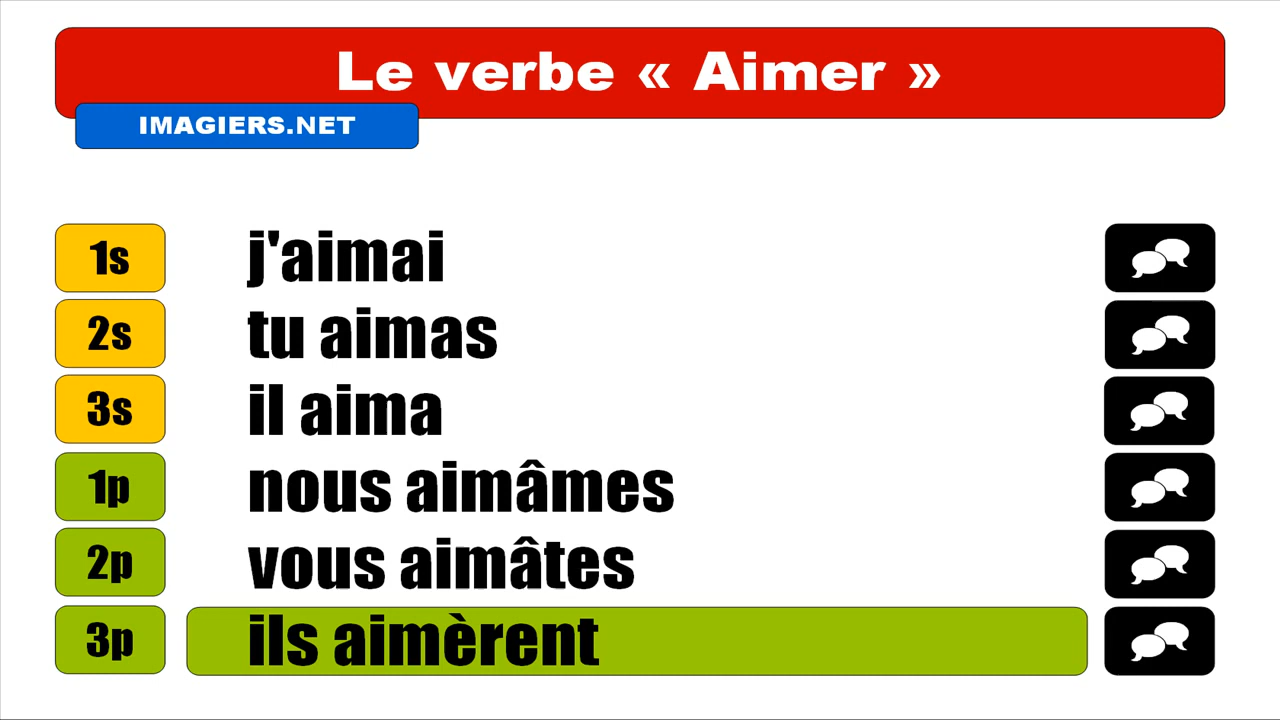 Le verbe « Aimer »
IMAGIERS.NET
1s j'aimai
2s tu aimas
3s il aima
1p nous aimâmes
2p vous aimâtes
3p ils aimèrent